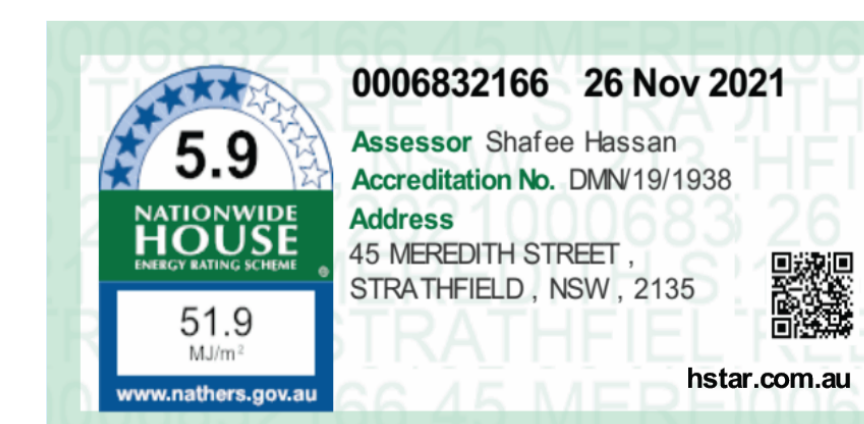 0006832166 26 Nov 2021
5.9
NATIONWIDE
HOUSE
ENERGY RATING SCHEME ®
51.9
MJ/m²
www.nathers.gov.au
Assessor Shafee Hassan
Accreditation No. DMN/19/1938
Address
45 MEREDITH STREET ,
STRATHFIELD , NSW , 2135
hstar.com.au